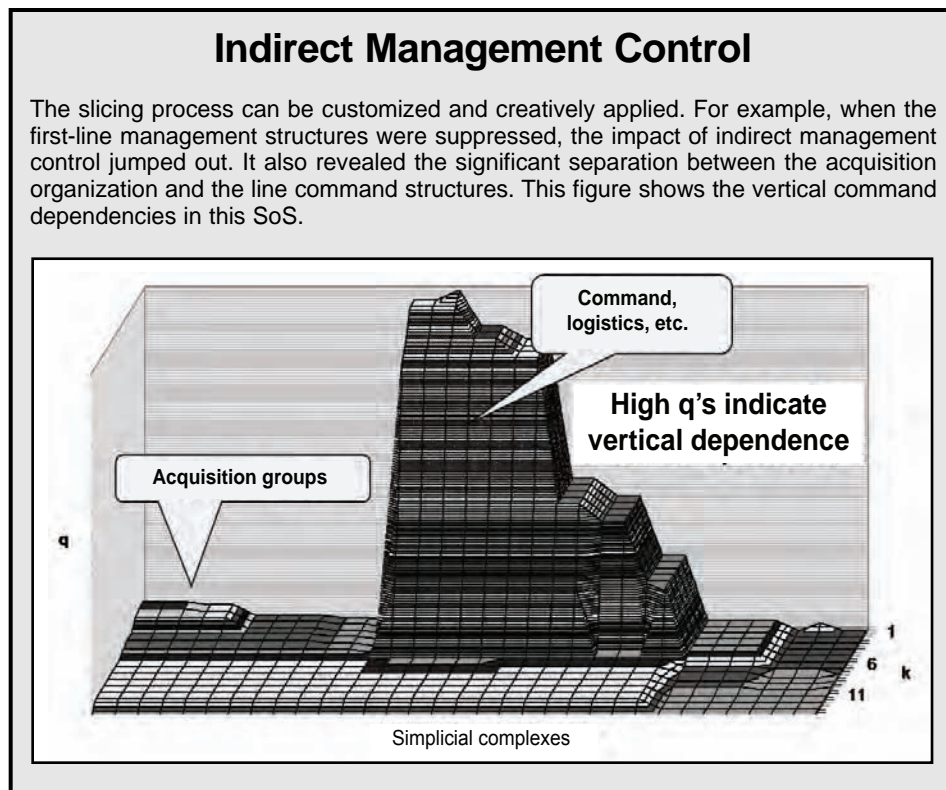 Indirect Management Control
The slicing process can be customized and creatively applied. For example, when the
first-line management structures were suppressed, the impact of indirect management
control jumped out. It also revealed the significant separation between the acquisition
organization and the line command structures. This figure shows the vertical command
dependencies in this SoS.
Command,
logistics, etc.
High q's indicate
vertical dependence
Acquisition groups
q
1
6
k
11
Simplicial complexes